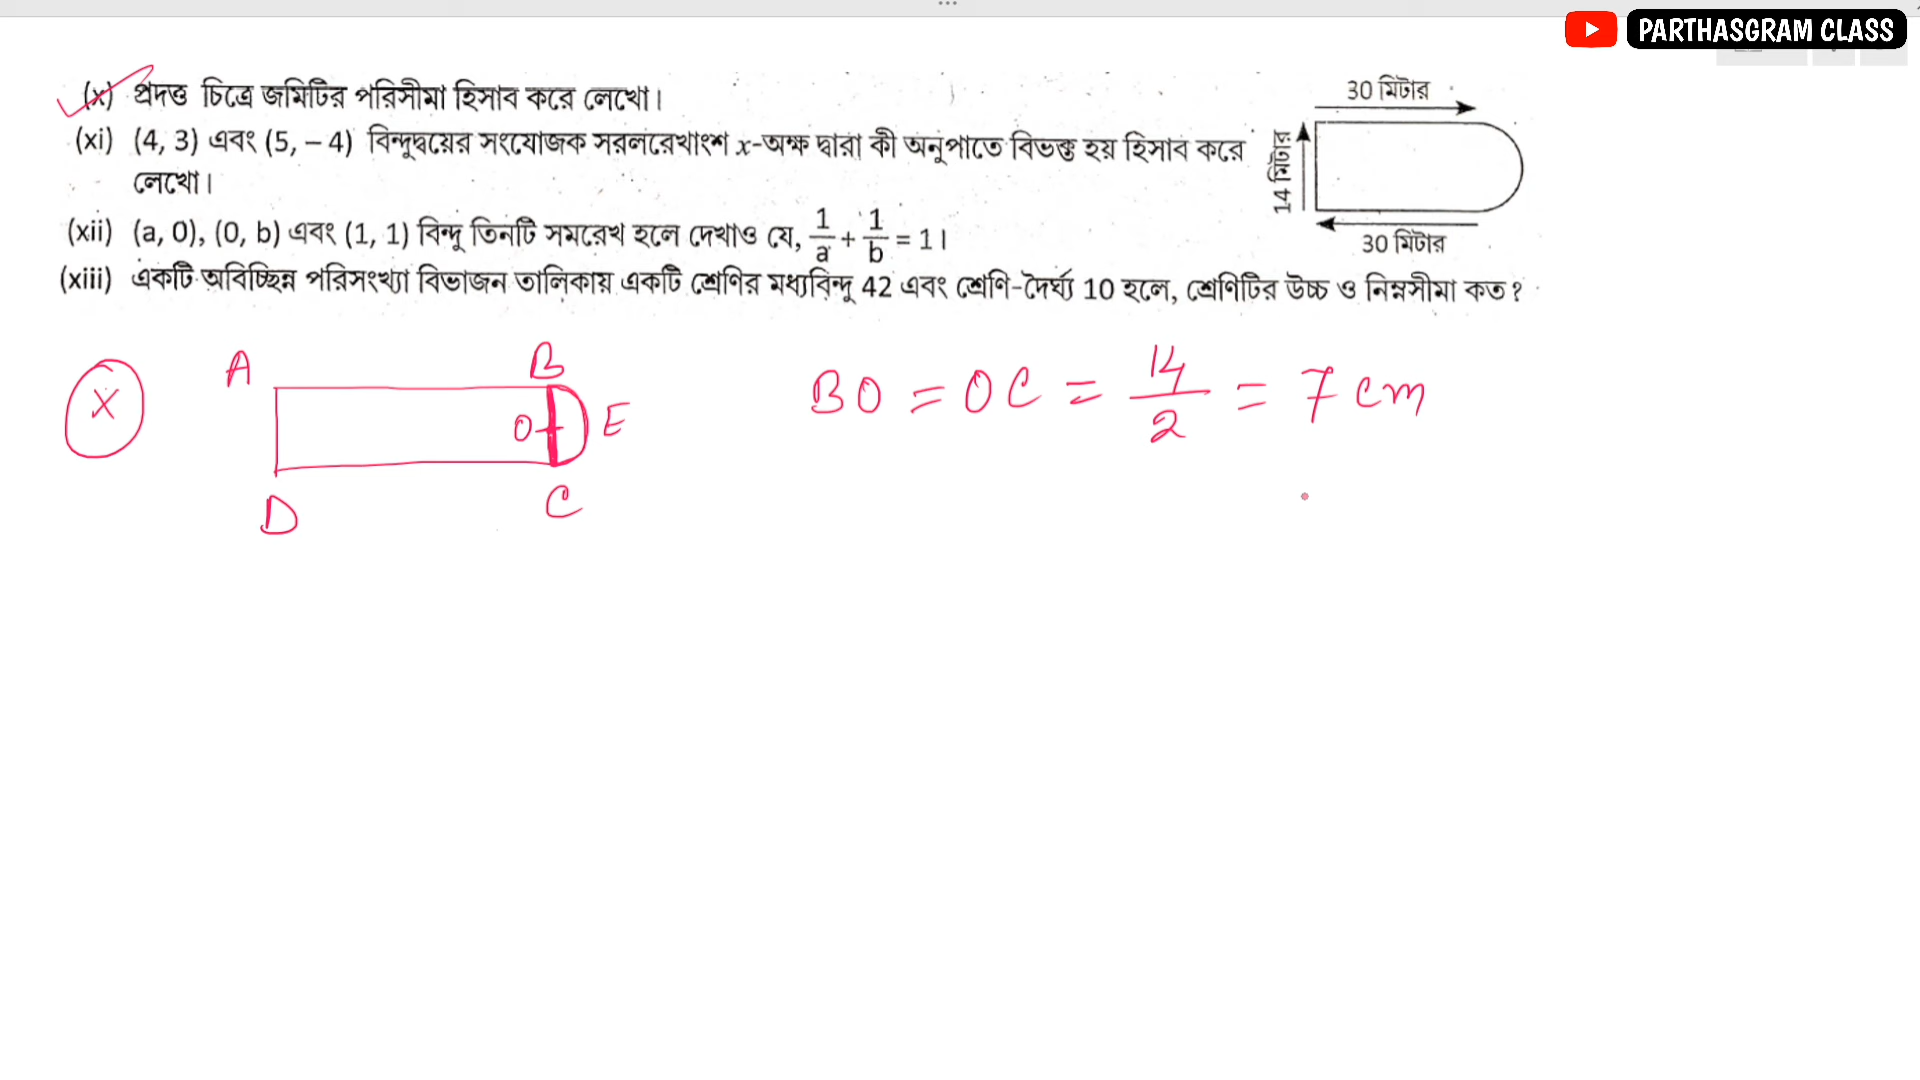 PARTHASGRAM CLASS
(x) প্রদত্ত চিত্রে জমিটির পরিসীমা হিসাব করে লেখো।
30 মিটার
14 মিটার
30 মিটার
(xi) (4, 3) এবং (5, – 4) বিন্দুদ্বয়ের সংযোজক সরলরেখাংশ x-অক্ষ দ্বারা কী অনুপাতে বিভক্ত হয় হিসাব করে
লেখো।
(xii) (a, 0), (0, b) এবং (1, 1) বিন্দু তিনটি সমরেখ হলে দেখাও যে, 1/a + 1/b = 1।
(xiii) একটি অবিচ্ছিন্ন পরিসংখ্যা বিভাজন তালিকায় একটি শ্রেণির মধ্যবিন্দু 42 এবং শ্রেণি-দৈর্ঘ্য 10 হলে, শ্রেণিটির উচ্চ ও নিম্নসীমা কত?
X
A B
O E
D C
BO = OC = 14/2 = 7 cm